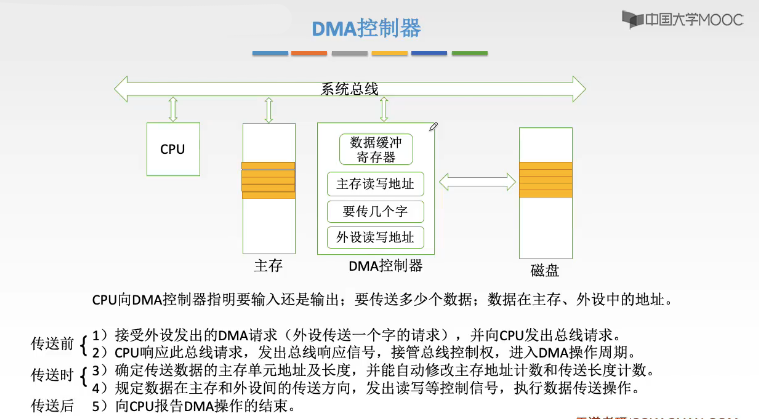 DMA控制器
中国大学MOOC
系统总线
CPU
数据缓冲
寄存器
主存读写地址
要传几个字
外设读写地址
主存
DMA控制器
磁盘
CPU向DMA控制器指明要输入还是输出；要传送多少个数据；数据在主存、外设中的地址。
传送前
1）接受外设发出的DMA请求（外设传送一个字的请求），并向CPU发出总线请求。
2）CPU响应此总线请求，发出总线响应信号，接管总线控制权，进入DMA操作周期。
传送时
3）确定传送数据的主存单元地址及长度，并能自动修改主存地址计数和传送长度计数。
4）规定数据在主存和外设间的传送方向，发出读写等控制信号，执行数据传送操作。
传送后 5）向CPU报告DMA操作的结束。